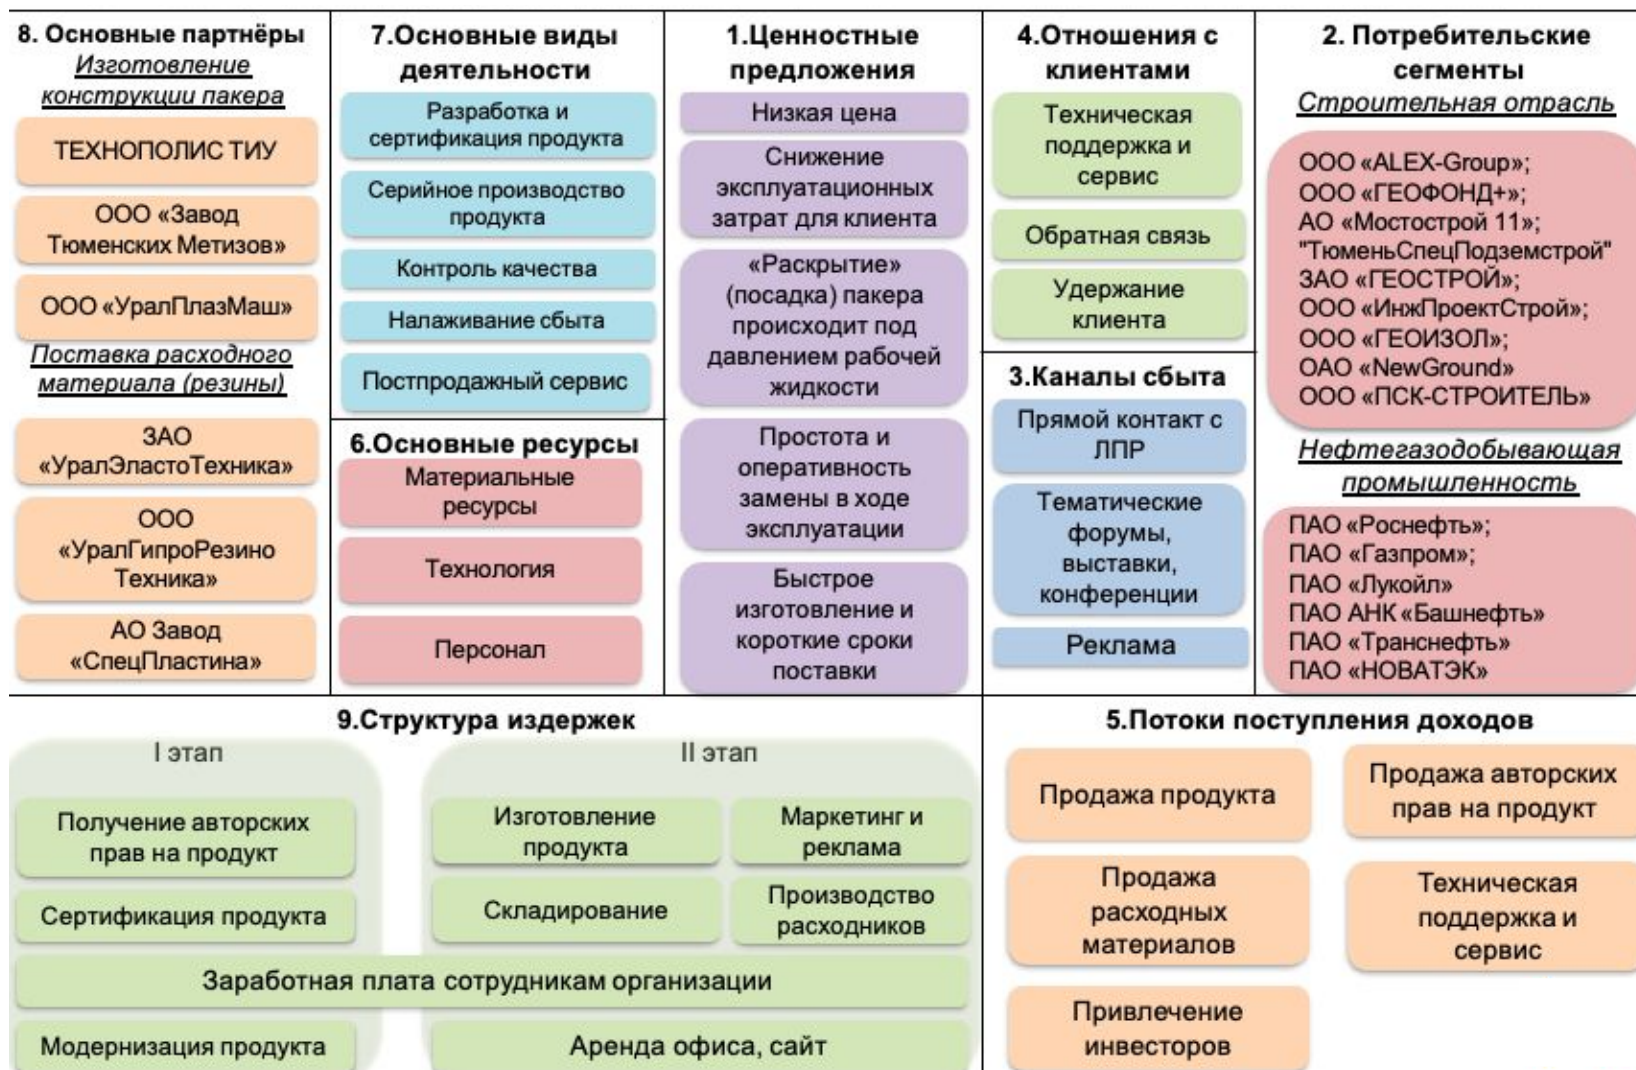 8. Основные партнёры
Изготовление
конструкции пакера
ТЕХНОПОЛИС ТИУ
ООО «Завод
Тюменских Метизов»
ООО «УралПлазМаш»
Поставка расходного
материала (резины)
ЗАО
«УралЭластоТехника»
ООО
«УралГипроРезино
Техника»
АО Завод
«СпецПластина»
7.Основные виды
деятельности
Разработка и
сертификация продукта
Серийное производство
продукта
Контроль качества
Налаживание сбыта
Постпродажный сервис
6.Основные ресурсы
Материальные
ресурсы
Технология
Персонал
1.Ценностные
предложения
Низкая цена
Снижение
эксплуатационных
затрат для клиента
«Раскрытие»
(посадка) пакера
происходит под
давлением рабочей
жидкости
Простота и
оперативность
замены в ходе
эксплуатации
Быстрое
изготовление и
короткие сроки
поставки
4.Отношения с
клиентами
Техническая
поддержка и
сервис
Обратная связь
Удержание
клиента
3.Каналы сбыта
Прямой контакт с
ЛПР
Тематические
форумы,
выставки,
конференции
Реклама
2. Потребительские
сегменты
Строительная отрасль
ООО «ALEX-Group»;
ООО «ГЕОФОНД+»;
АО «Мостострой 11»;
"ТюменьСпецПодземстрой"
ЗАО «ГЕОСТРОЙ»;
ООО «ИнжПроектСтрой»;
ООО «ГЕОИЗОЛ»;
ОАО «NewGround»
ООО «ПСК-СТРОИТЕЛЬ»
Нефтегазодобывающая
промышленность
ПАО «Роснефть»;
ПАО «Газпром»;
ПАО «Лукойл»
ПАО АНК «Башнефть»
ПАО «Транснефть»
ПАО «НОВАТЭК»
9.Структура издержек
I этап
Получение авторских
прав на продукт
Сертификация продукта
II этап
Изготовление
продукта
Маркетинг и
реклама
Складирование
Производство
расходников
Заработная плата сотрудникам организации
Модернизация продукта
Аренда офиса, сайт
5.Потоки поступления доходов
Продажа продукта
Продажа авторских
прав на продукт
Продажа
расходных
материалов
Техническая
поддержка и
сервис
Привлечение
инвесторов